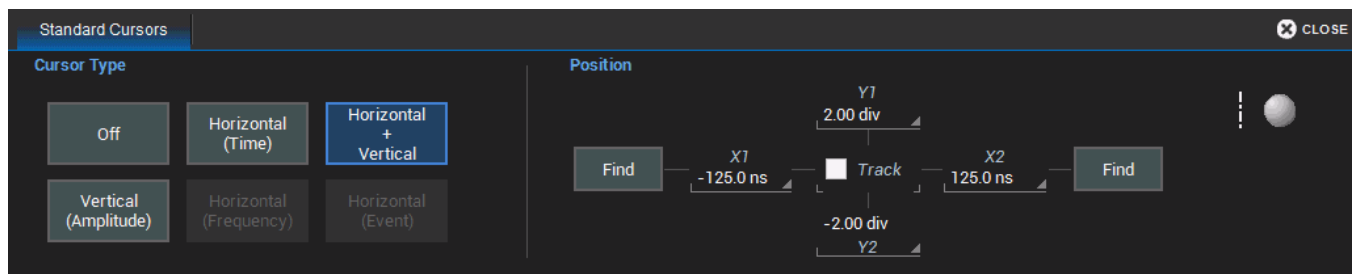 Standard Cursors
CLOSE
Cursor Type
Off
Horizontal
(Time)
Horizontal
+
Vertical
Vertical
(Amplitude)
Horizontal
(Frequency)
Horizontal
(Event)
Position
Y1
2.00 div
Find
X1
-125.0 ns
Track
X2
125.0 ns
Find
-2.00 div
Y2